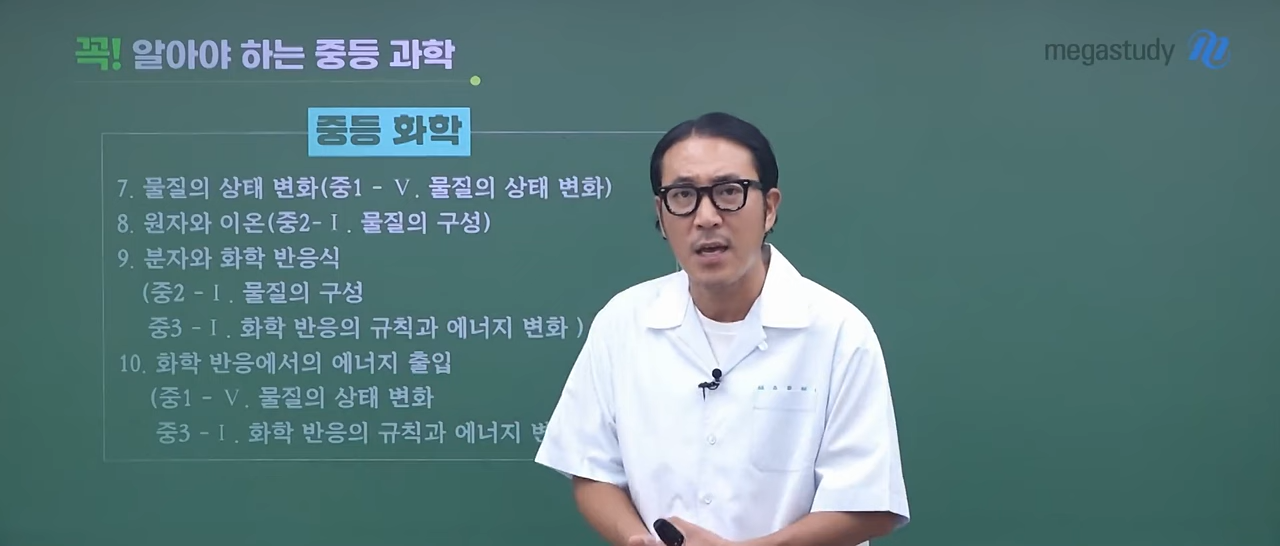 꼭! 알아야 하는 중등 과학
megastudy
중등 화학
7. 물질의 상태 변화(중1 - Ⅴ. 물질의 상태 변화)
8. 원자와 이온(중2- Ⅰ. 물질의 구성)
9. 분자와 화학 반응식
(중2 - Ⅰ. 물질의 구성
중3 - Ⅰ. 화학 반응의 규칙과 에너지 변화 )
10. 화학 반응에서의 에너지 출입
(중1 - Ⅴ. 물질의 상태 변화
중3 - Ⅰ. 화학 반응의 규칙과 에너지